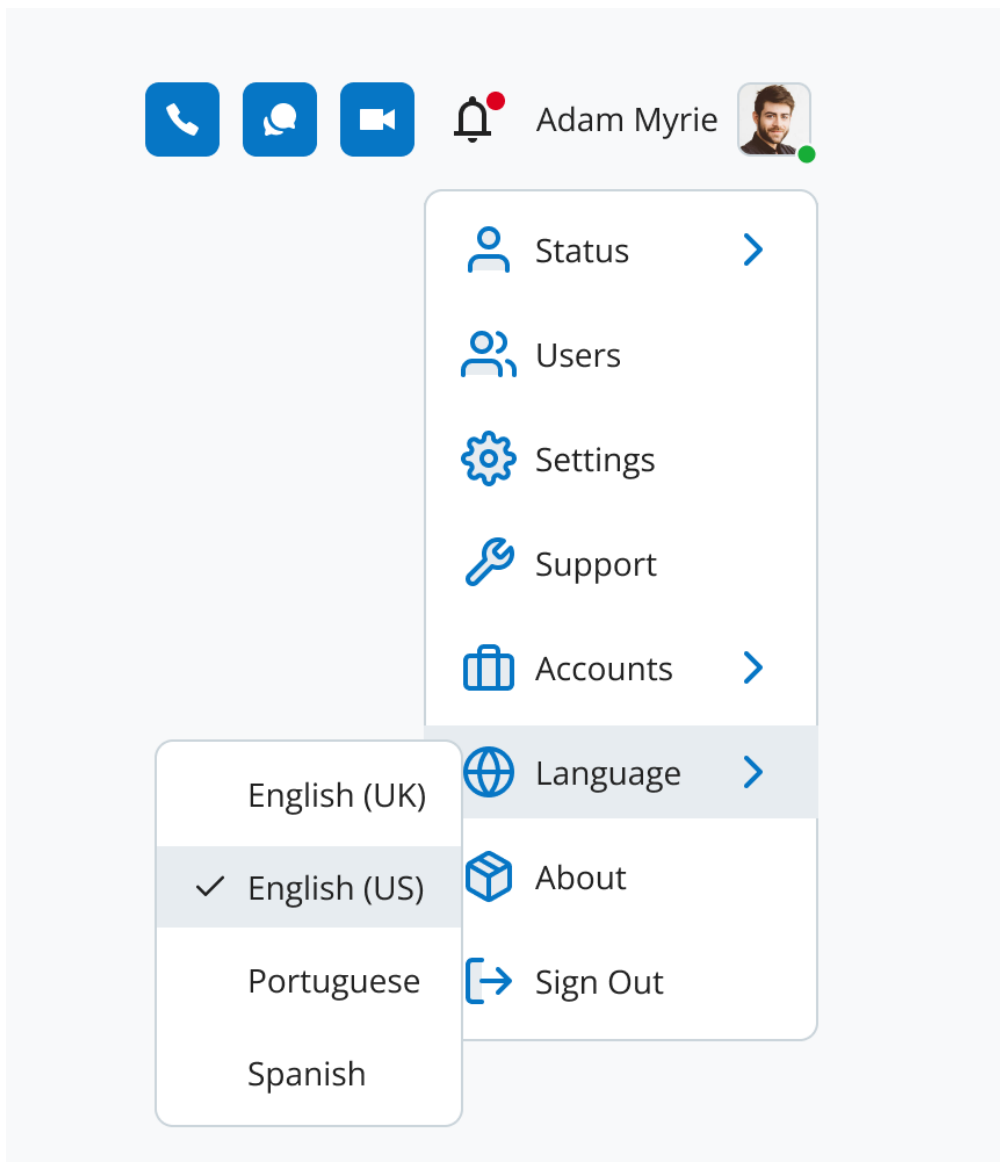 Adam Myrie
Status
Users
Settings
Support
Accounts
Language
English (UK)
English (US)
Portuguese
Spanish
About
Sign Out